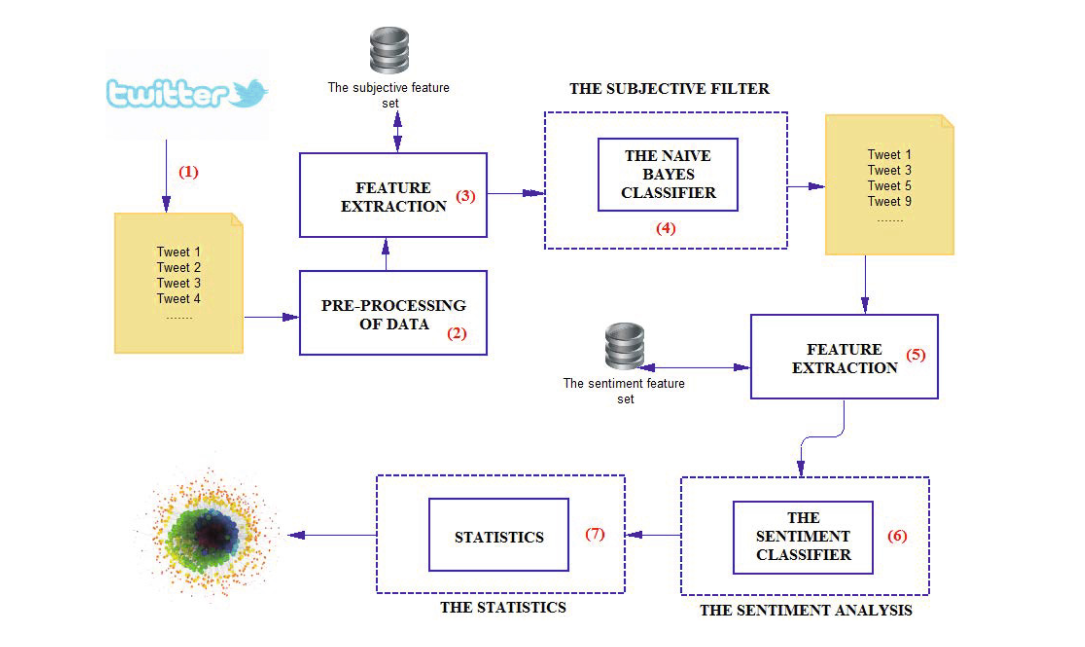 twitter
(1)
Tweet 1
Tweet 2
Tweet 3
Tweet 4
.......
The subjective feature
set
FEATURE
EXTRACTION
(3)
PRE-PROCESSING
OF DATA
(2)
THE SUBJECTIVE FILTER
THE NAIVE
BAYES
CLASSIFIER
(4)
Tweet 1
Tweet 3
Tweet 5
Tweet 9
.......
FEATURE
EXTRACTION
(5)
The sentiment feature
set
THE
SENTIMENT
CLASSIFIER
(6)
THE SENTIMENT ANALYSIS
STATISTICS
(7)
THE STATISTICS